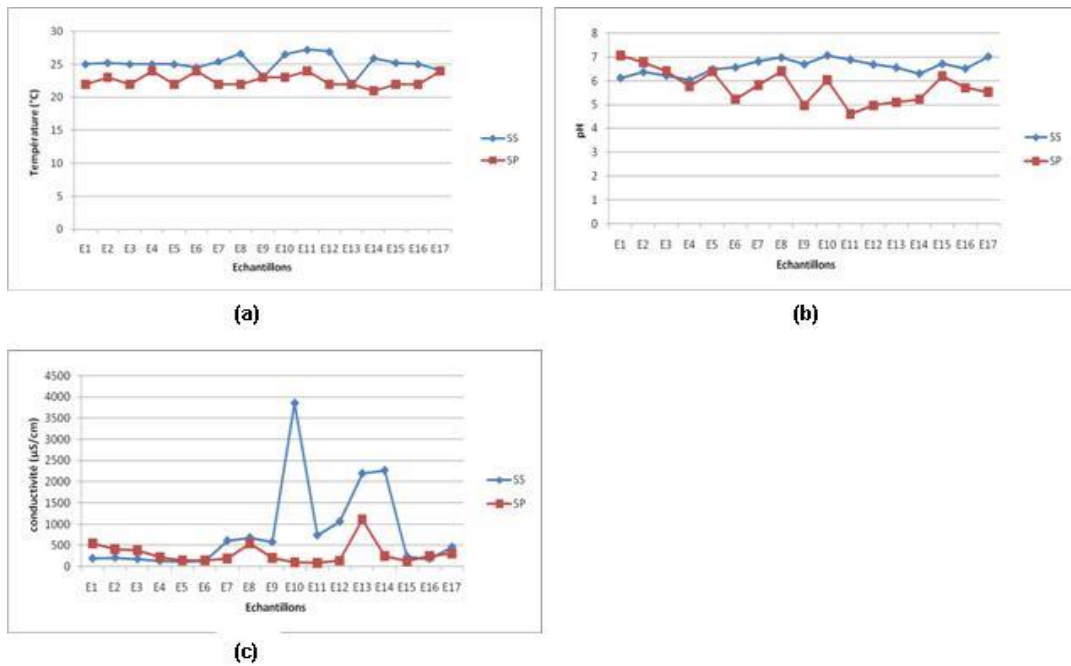 30
25
20
15
10
5
0
Température (°C)
E1 E2 E3 E4 E5 E6 E7 E8 E9 E10 E11 E12 E13 E14 E15 E16 E17
Echantillons
SS
SP
(a)
8
7
6
5
4
3
2
1
0
pH
E1 E2 E3 E4 E5 E6 E7 E8 E9 E10 E11 E12 E13 E14 E15 E16 E17
Echantillons
SS
SP
(b)
4500
4000
3500
3000
2500
2000
1500
1000
500
0
conductivité (µS/cm)
E1 E2 E3 E4 E5 E6 E7 E8 E9 E10 E11 E12 E13 E14 E15 E16 E17
Echantillons
SS
SP
(c)